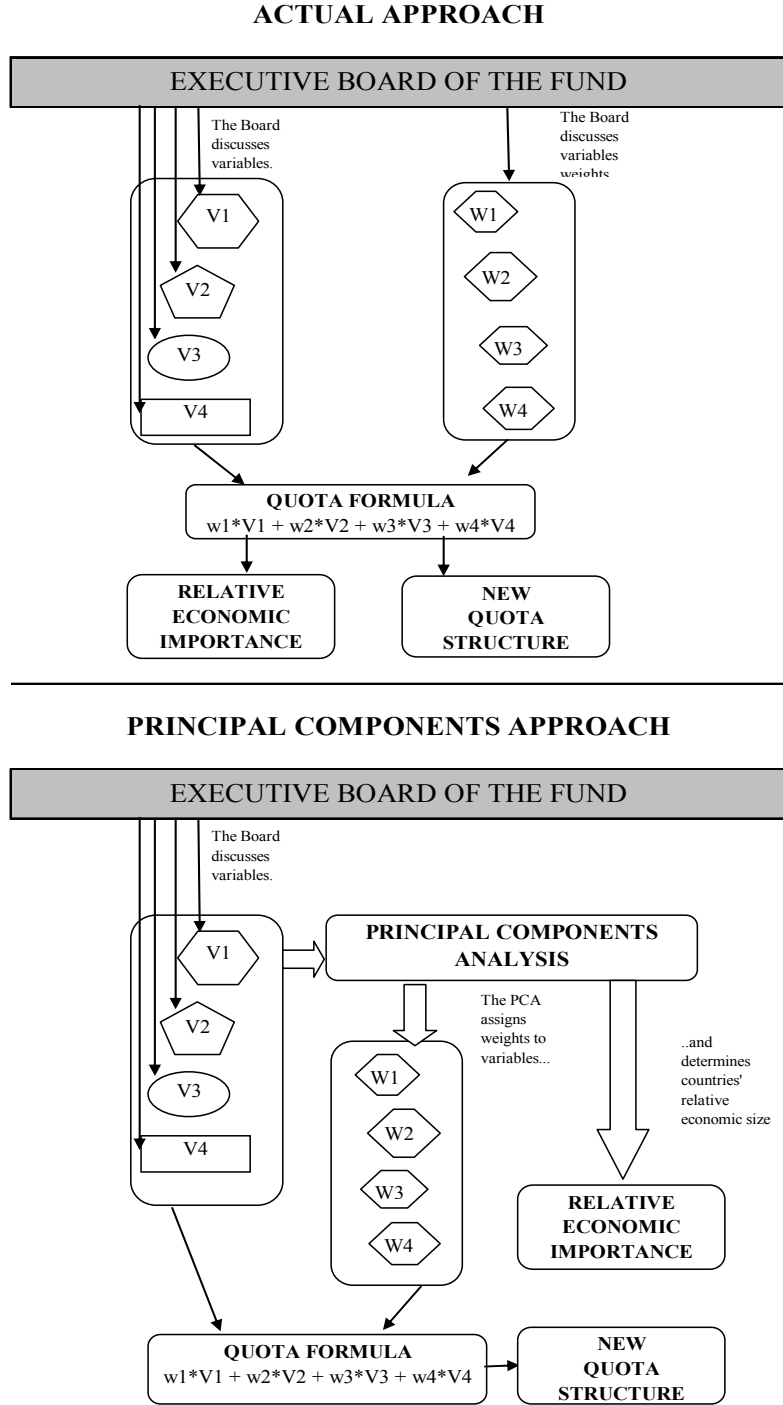 ACTUAL APPROACH
EXECUTIVE BOARD OF THE FUND
The Board
discusses
variables.
The Board
discusses
variables
weights
V1
V2
V3
V4
W1
W2
W3
W4
QUOTA FORMULA
w1*V1 + w2*V2 + w3*V3 + w4*V4
RELATIVE
ECONOMIC
IMPORTANCE
NEW
QUOTA
STRUCTURE
PRINCIPAL COMPONENTS APPROACH
EXECUTIVE BOARD OF THE FUND
The Board
discusses
variables.
V1
V2
V3
V4
PRINCIPAL COMPONENTS
ANALYSIS
The PCA
assigns
weights to
variables...
..and
determines
countries'
relative
economic size
W1
W2
W3
W4
RELATIVE
ECONOMIC
IMPORTANCE
QUOTA FORMULA
w1*V1 + w2*V2 + w3*V3 + w4*V4
NEW
QUOTA
STRUCTURE